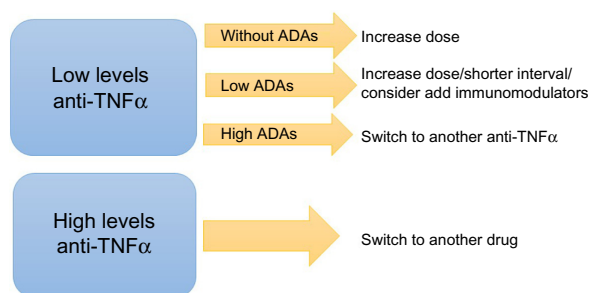 Low levels
anti-TNFα
Without ADAs
Increase dose
Low ADAs
Increase dose/shorter interval/
consider add immunomodulators
High ADAs
Switch to another anti-TNFα
High levels
anti-TNFα
Switch to another drug